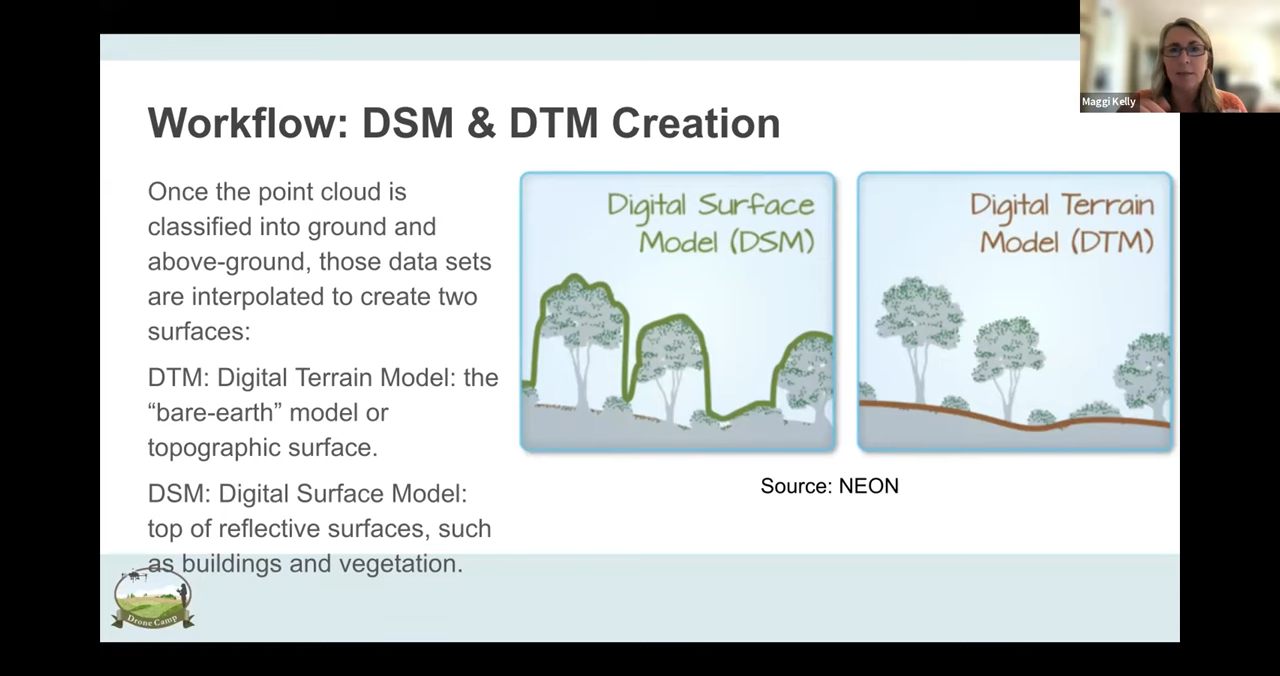 Maggi Kelly
Workflow: DSM & DTM Creation
Once the point cloud is
classified into ground and
above-ground, those data sets
are interpolated to create two
surfaces:
DTM: Digital Terrain Model: the
“bare-earth” model or
topographic surface.
DSM: Digital Surface Model:
top of reflective surfaces, such
as buildings and vegetation.
Digital Surface
Model (DSM)
Digital Terrain
Model (DTM)
Source: NEON
Drone Camp